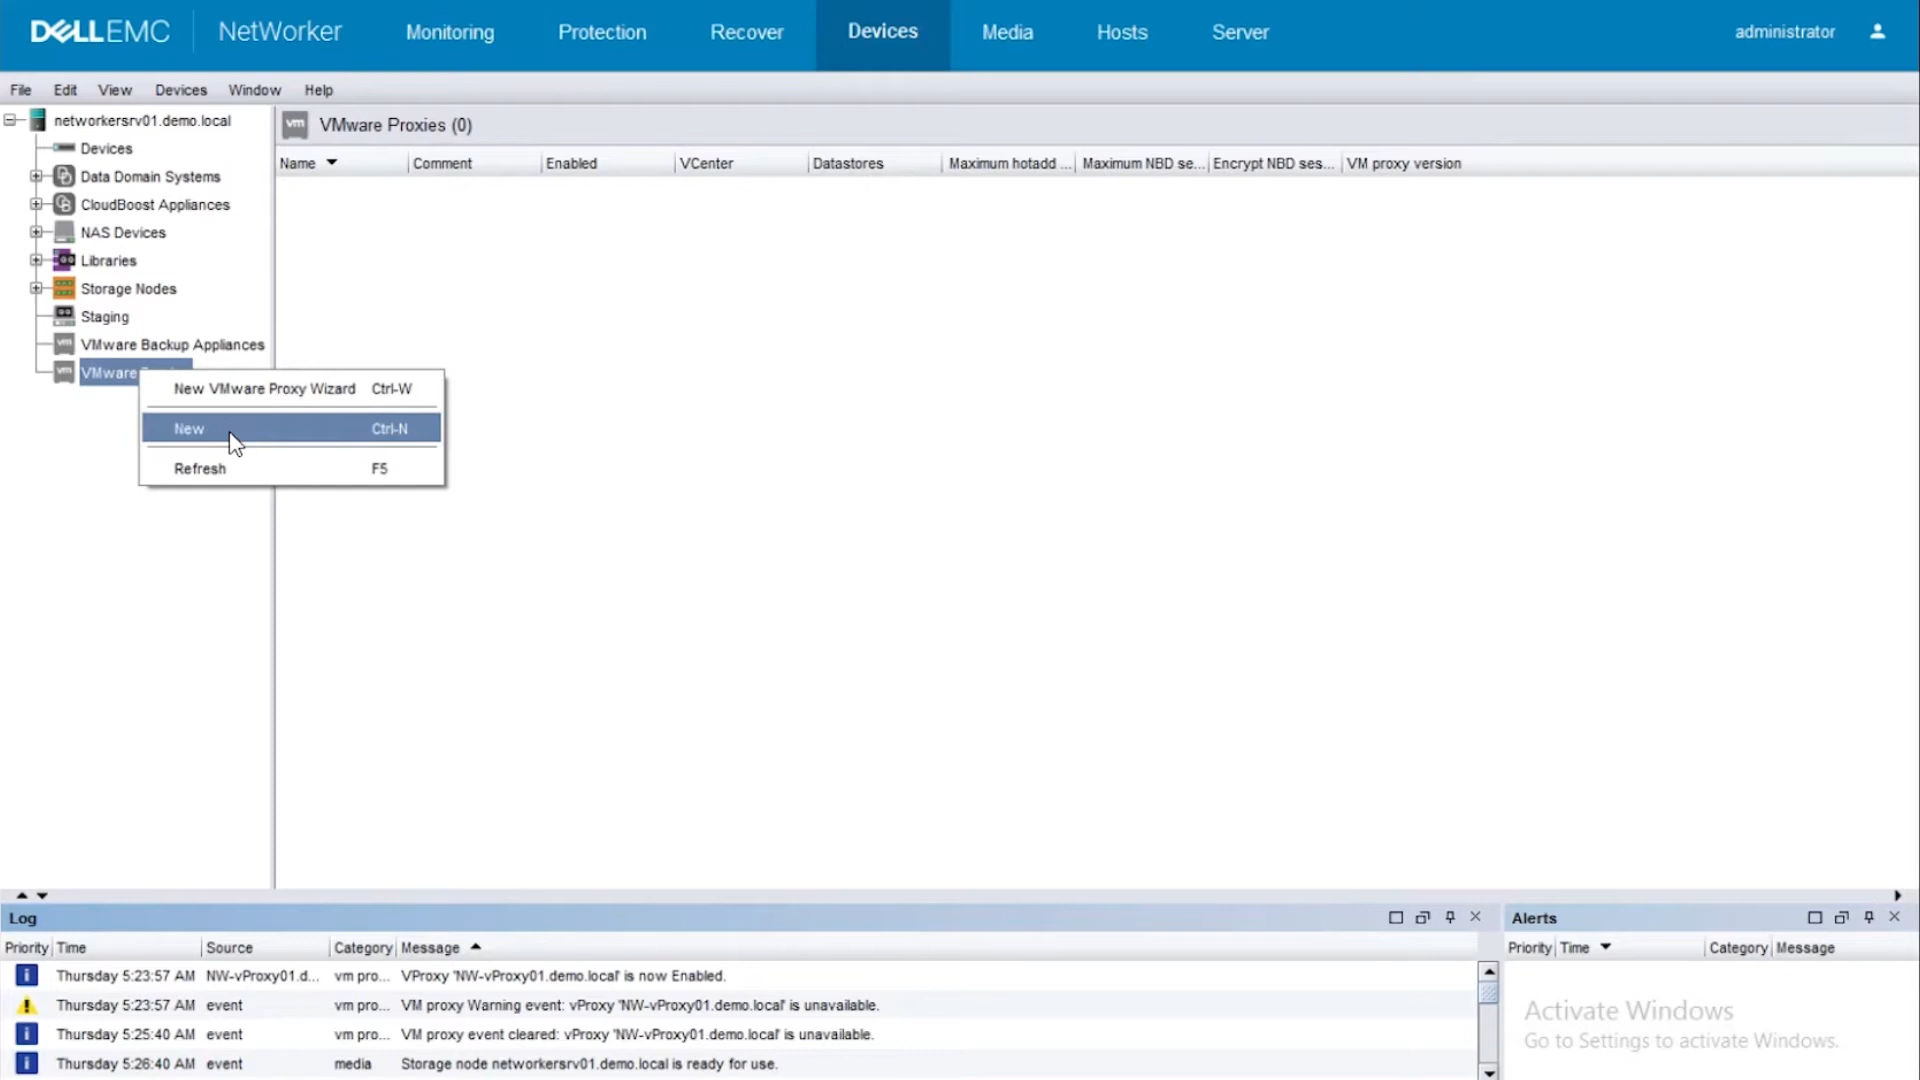 DELLEMC NetWorker Monitoring Protection Recover Devices Media Hosts Server administrator
File Edit View Devices Window Help
networkersrv01.demo.local
Devices
Data Domain Systems
CloudBoost Appliances
NAS Devices
Libraries
Storage Nodes
Staging
VMware Backup Appliances
VMware
VMware Proxies (0)
Name Comment Enabled VCenter Datastores Maximum hotadd ... Maximum NBD se... Encrypt NBD ses... VM proxy version
New VMware Proxy Wizard Ctrl-W
New Ctrl-N
Refresh F5
Log
Priority Time Source Category Message
Thursday 5:23:57 AM NW-vProxy01.d... vm pro... VProxy 'NW-vProxy01.demo.local' is now Enabled.
Thursday 5:23:57 AM event vm pro... VM proxy Warning event: vProxy 'NW-vProxy01.demo.local' is unavailable.
Thursday 5:25:40 AM event vm pro... VM proxy event cleared: vProxy 'NW-vProxy01.demo.local' is unavailable.
Thursday 5:26:40 AM event media Storage node networkersrv01.demo.local is ready for use.
Alerts
Priority Time Category Message
Activate Windows
Go to Settings to activate Windows.